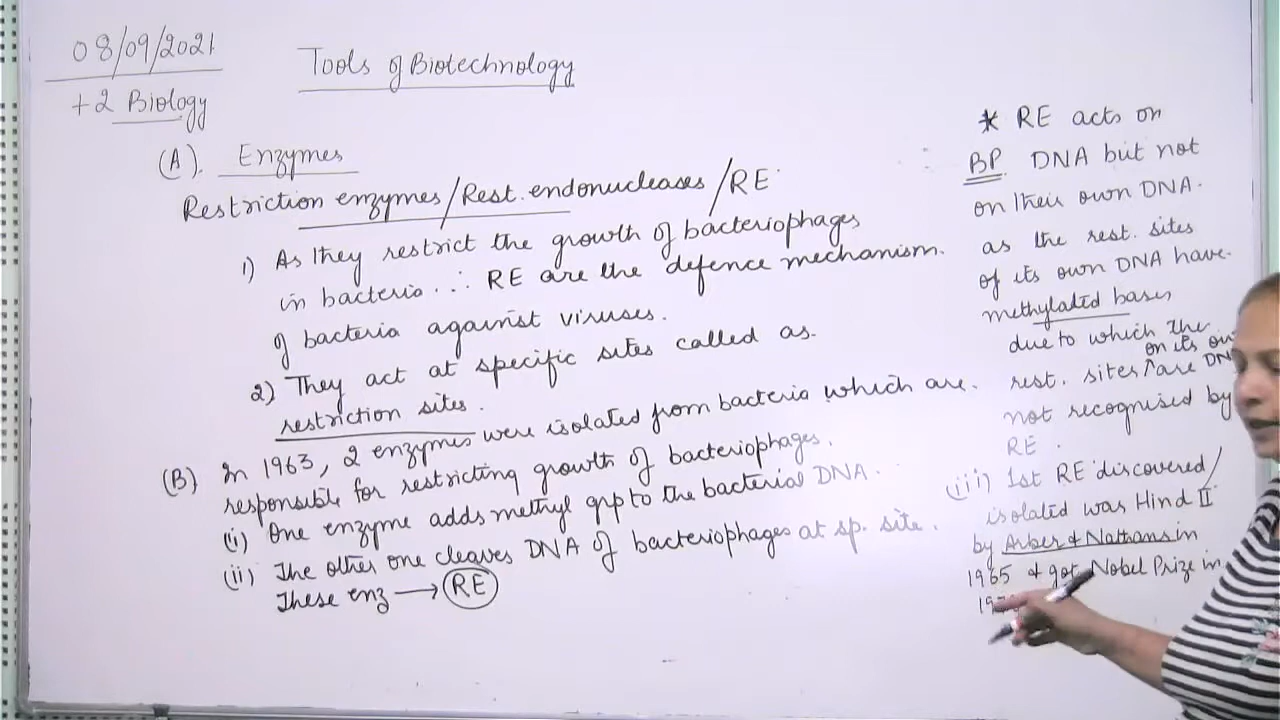 08/09/2021
+2 Biology
Tools of Biotechnology
(A). Enzymes
Restriction enzymes/Rest. endonucleases/RE
1) As they restrict the growth of bacteriophages
in bacteria ∴ RE are the defence mechanism.
of bacteria against viruses.
2) They act at specific sites called as.
restriction sites.
(B) In 1963, 2 enzymes were isolated from bacteria which are.
responsible for restricting growth of bacteriophages.
(i) One enzyme adds methyl grp to the bacterial DNA.
(ii) The other one cleaves DNA of bacteriophages at sp. site.
These enz → RE
* RE acts on
BP. DNA but not
on their own DNA.
as the rest. sites
of its own DNA have.
methylated bases
due to which the
on its own
rest. sites ^ are DNA
not recognised by
RE.
(iii) 1st RE discovered/
isolated was Hind II
by Arber & Nathans in
1965 & got Nobel Prize in